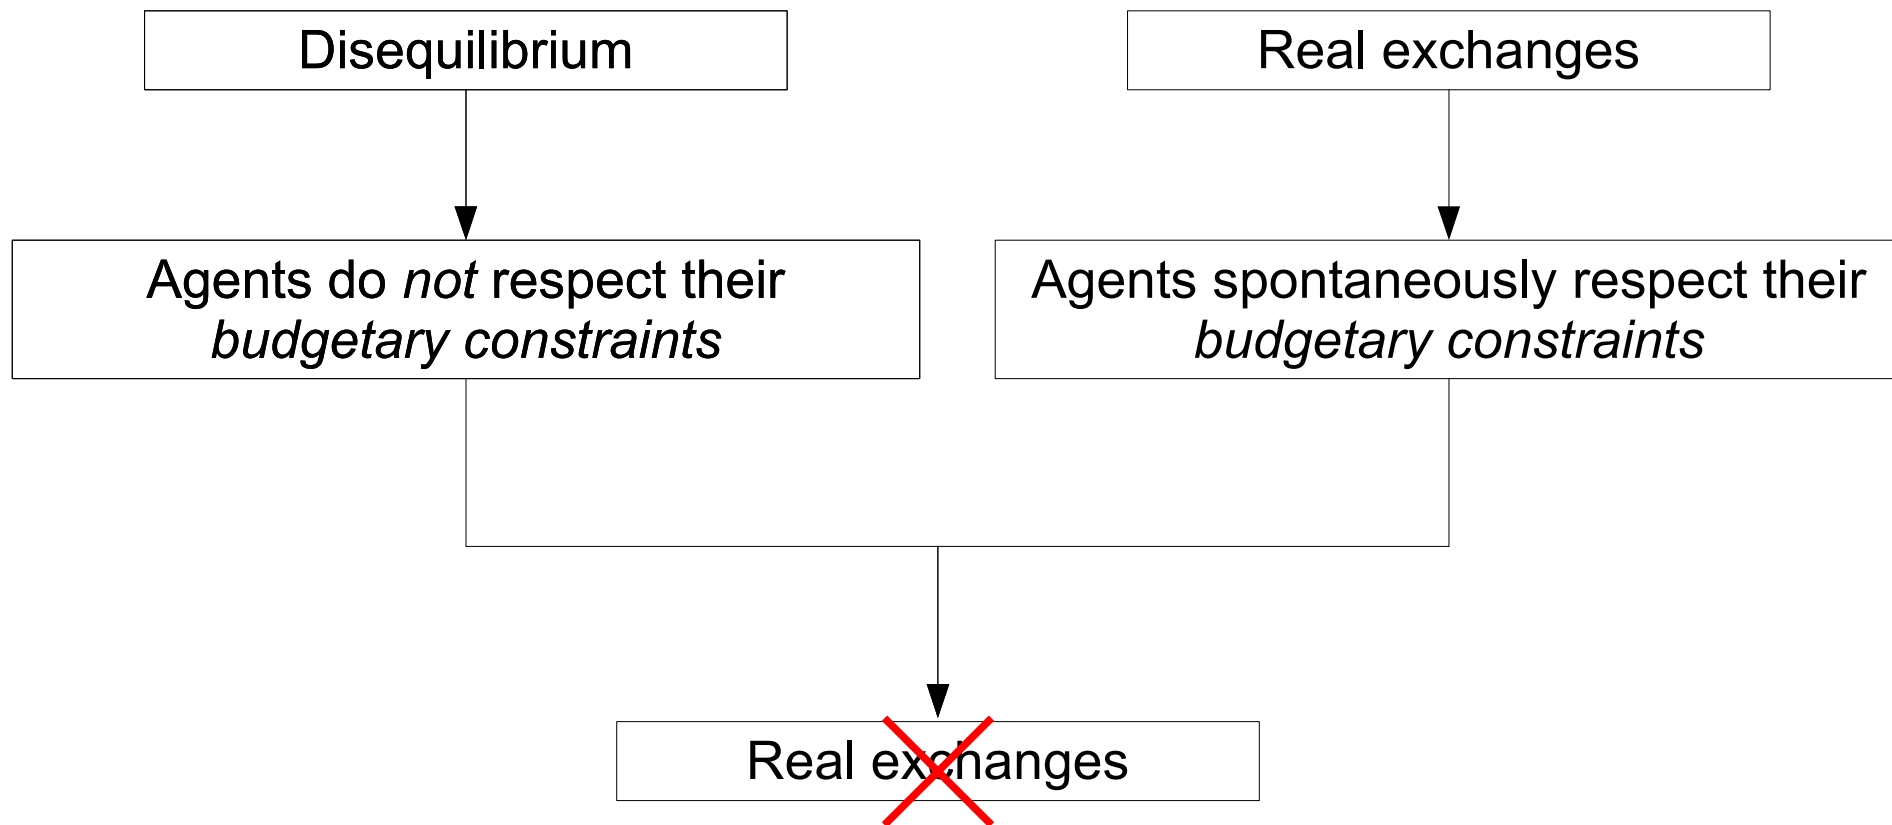 Disequilibrium
Real exchanges
Agents do not respect their
budgetary constraints
Agents spontaneously respect their
budgetary constraints
Real exchanges